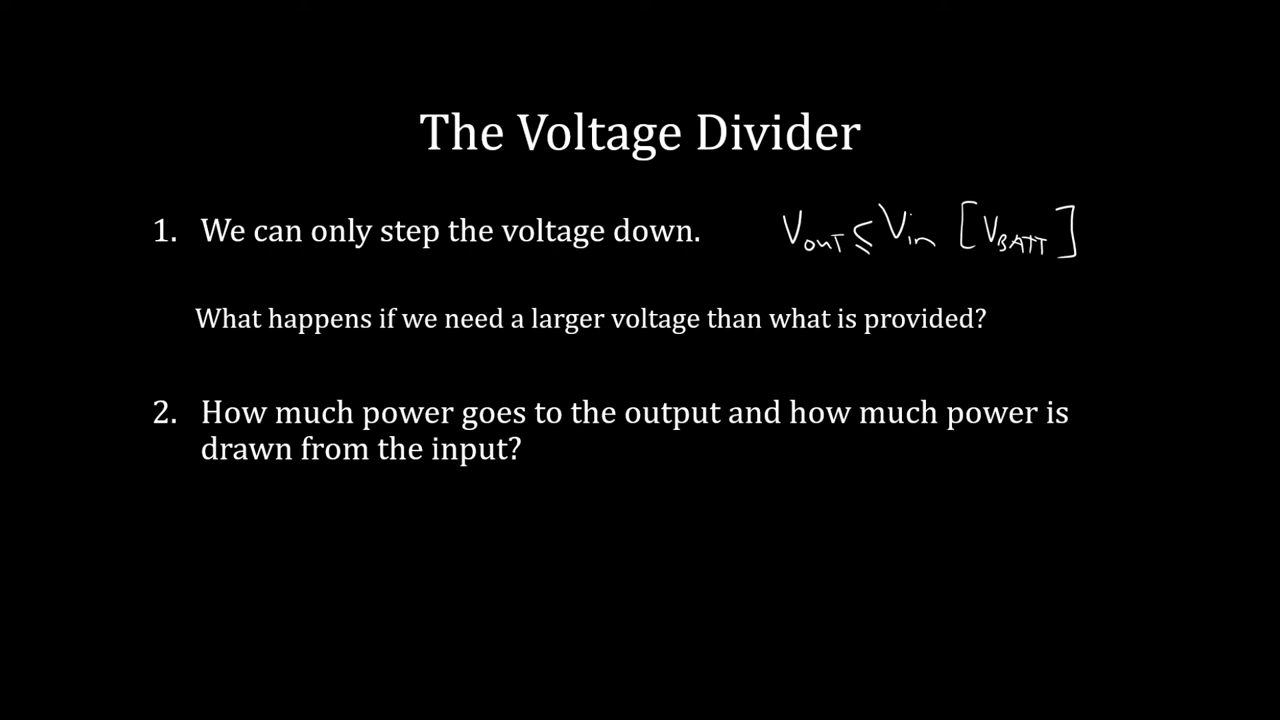 The Voltage Divider
1. We can only step the voltage down. Vout ≤ Vin [VBATT]
What happens if we need a larger voltage than what is provided?
2. How much power goes to the output and how much power is
drawn from the input?